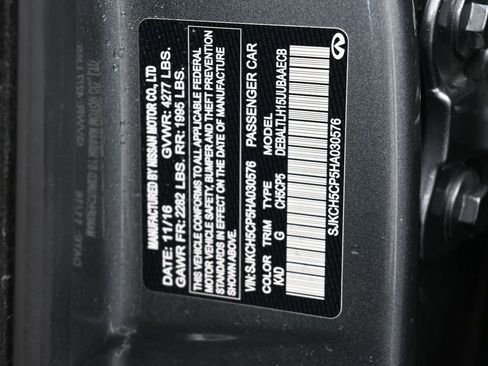 MANUFACTURED BY NISSAN MOTOR CO., LTD
DATE: 11/16 GVWR: 4277 LBS.
GAWR FR: 2282 LBS. RR: 1995 LBS.
THIS VEHICLE CONFORMS TO ALL APPLICABLE FEDERAL
MOTOR VEHICLE SAFETY, BUMPER AND THEFT PREVENTION
STANDARDS IN EFFECT ON THE DATE OF MANUFACTURE
SHOWN ABOVE.
VIN: SJKCH5CP5HA030576 PASSENGER CAR
COLOR TRIM TYPE MODEL
KAD G CH5CP5 DEBALTLH15UUBAAECB
SJKCH5CP5HA030576